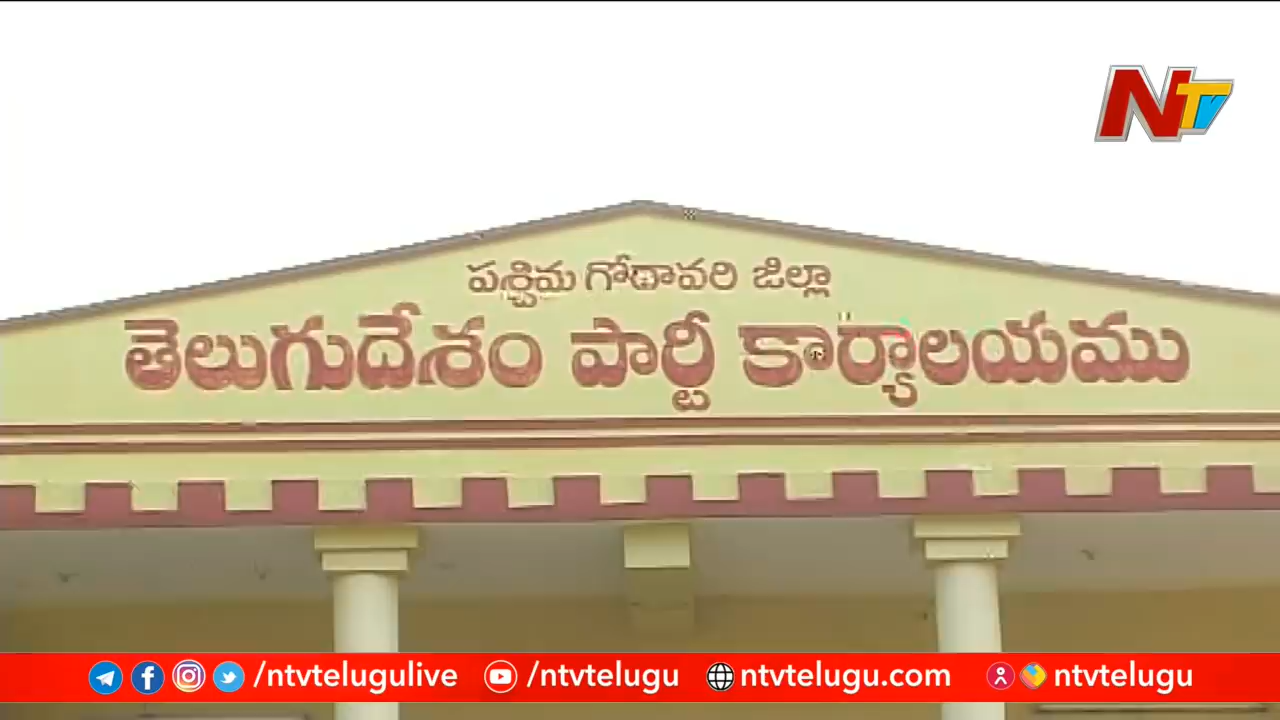 NTV
పశ్చిమ గోదావరి జిల్లా
తెలుగుదేశం పార్టీ కార్యాలయము
/ntvtelugulive /ntvtelugu ntvtelugu.com ntvtelugu